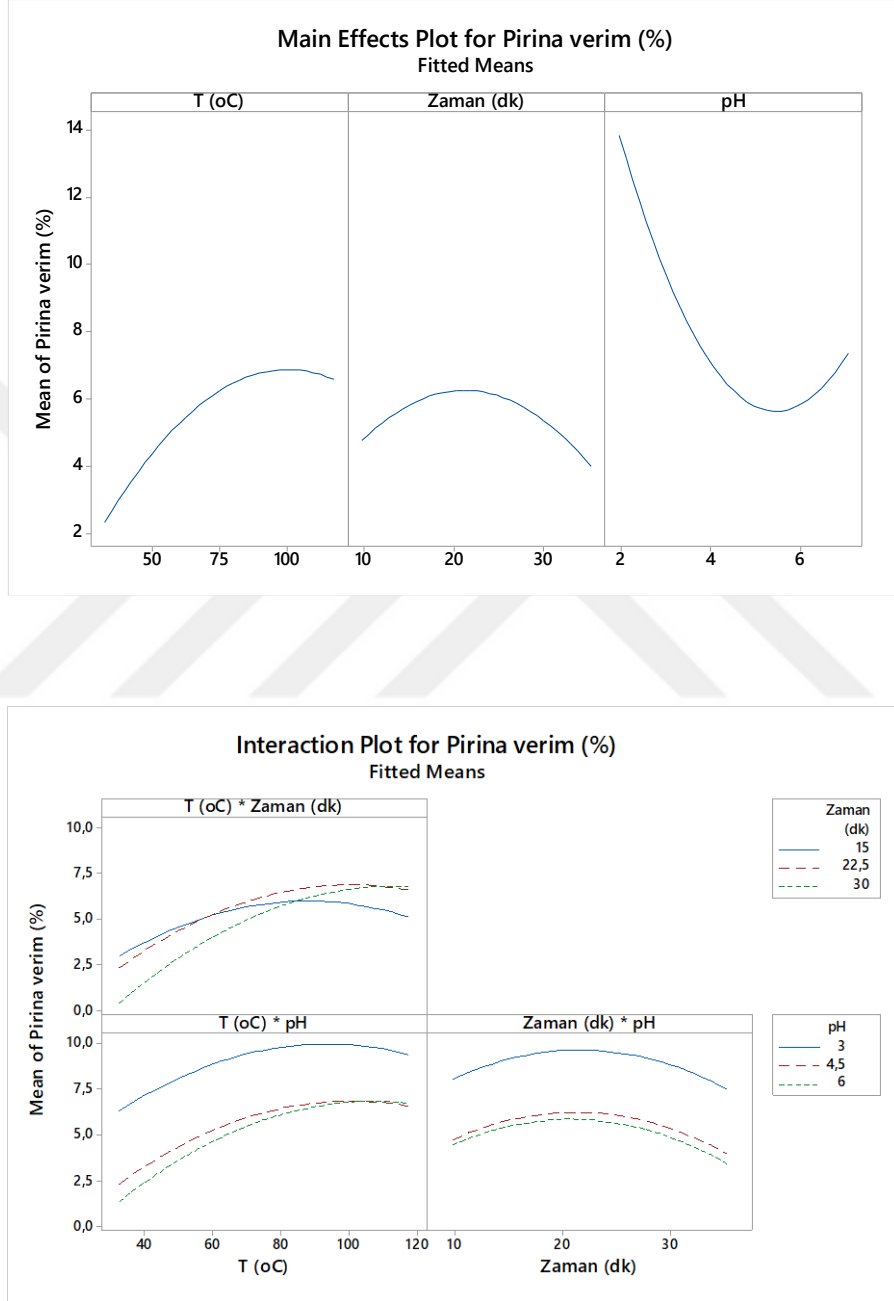 Main Effects Plot for Pirina verim (%)
Fitted Means
T (oC) Zaman (dk) pH
Mean of Pirina verim (%)
14
12
10
8
6
4
2
50 75 100 10 20 30 2 4 6
Interaction Plot for Pirina verim (%)
Fitted Means
T (oC) * Zaman (dk)
Mean of Pirina verim (%)
10,0
7,5
5,0
2,5
0,0
Zaman
(dk)
15
22,5
30
T (oC) * pH Zaman (dk) * pH
10,0
7,5
5,0
2,5
0,0
pH
3
4,5
6
40 60 80 100 120 10 20 30
T (oC) Zaman (dk)